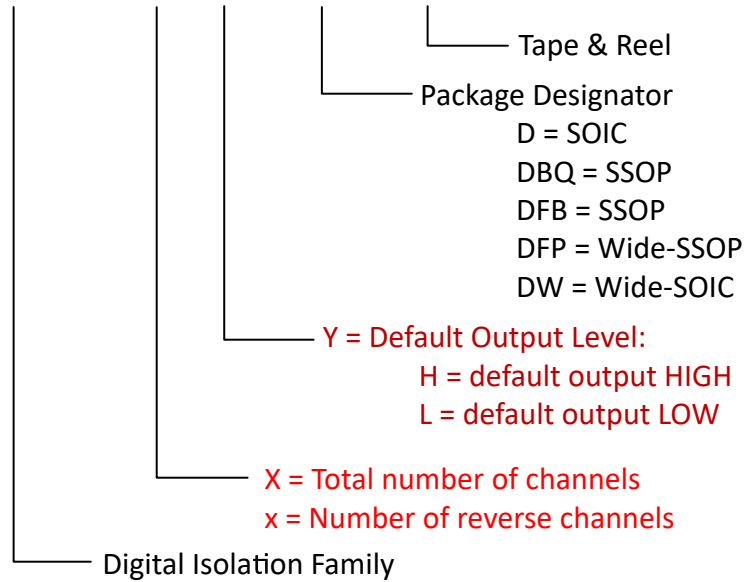 Tape & Reel
Package Designator
D = SOIC
DBQ = SSOP
DFB = SSOP
DFP = Wide-SSOP
DW = Wide-SOIC
Y = Default Output Level:
H = default output HIGH
L = default output LOW
X = Total number of channels
x = Number of reverse channels
Digital Isolation Family